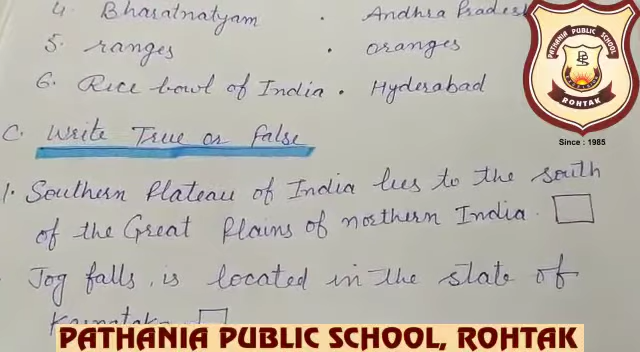 4. Bharatnatyam . Andhra Pradesh
5. ranges . oranges
6. Rice bowl of India . Hyderabad
C. Write True or False
1. Southern Plateau of India lies to the south
of the Great Plains of northern India. 
Jog falls is located in the state of
Karnataka
PATHANIA PUBLIC SCHOOL
PPS
ROHTAK
Since : 1985
PATHANIA PUBLIC SCHOOL, ROHTAK